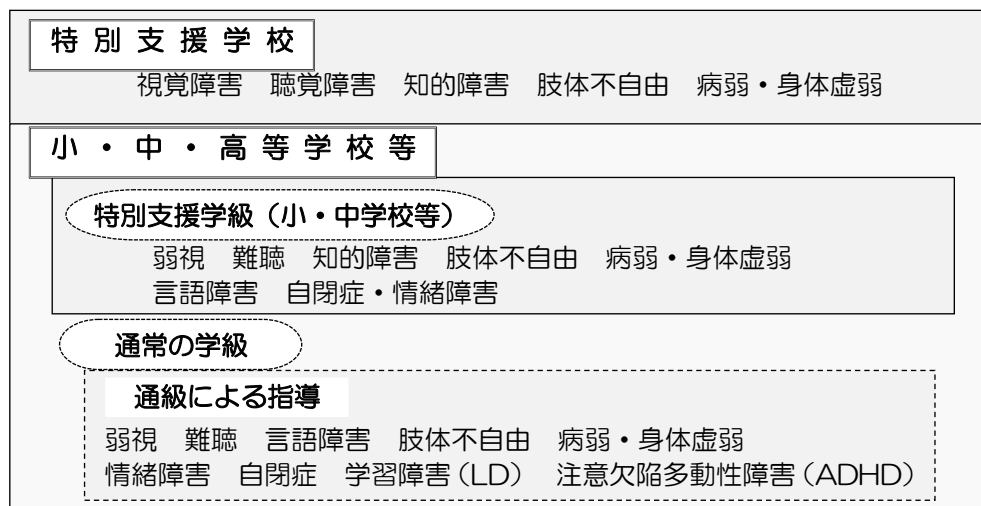 特別支援学校
視覚障害　聴覚障害　知的障害　肢体不自由　病弱・身体虚弱
小・中・高等学校等
特別支援学級（小・中学校等）
弱視　難聴　知的障害　肢体不自由　病弱・身体虚弱
言語障害　自閉症・情緒障害
通常の学級
通級による指導
弱視　難聴　言語障害　肢体不自由　病弱・身体虚弱
情緒障害　自閉症　学習障害（LD）　注意欠陥多動性障害（ADHD）